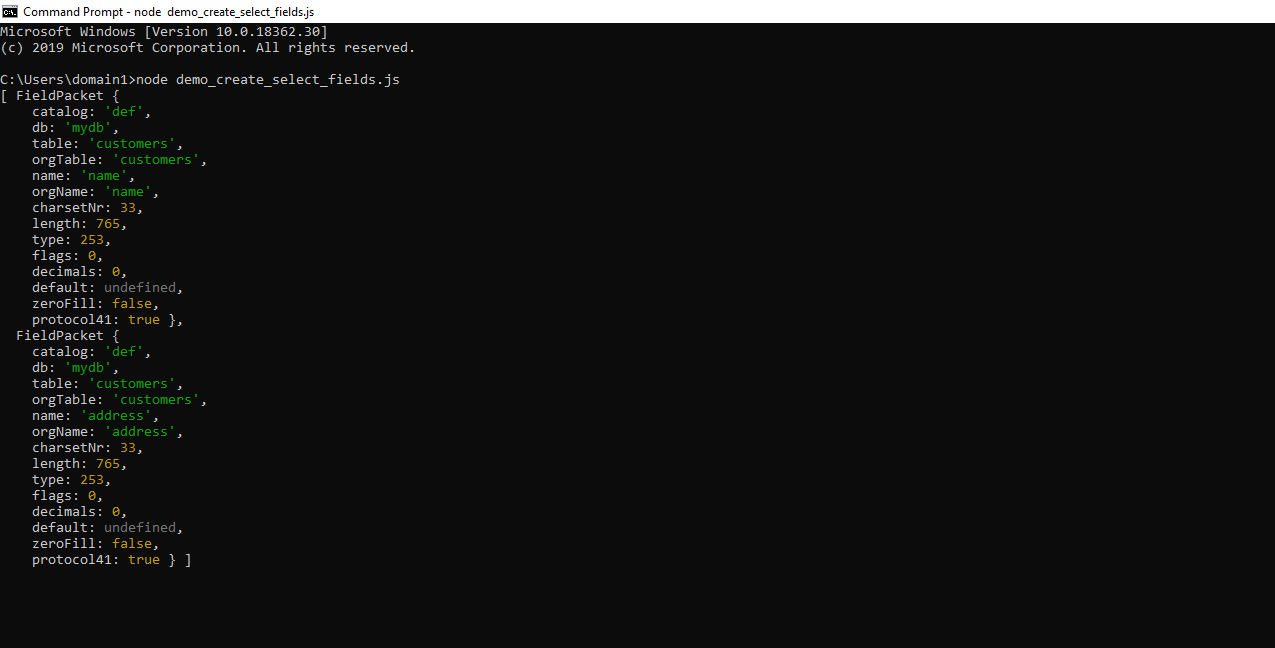 Command Prompt - node  demo_create_select_fields.js
Microsoft Windows [Version 10.0.18362.30]
(c) 2019 Microsoft Corporation. All rights reserved.
C:\Users\domain1>node demo_create_select_fields.js
[ FieldPacket {
    catalog: 'def',
    db: 'mydb',
    table: 'customers',
    orgTable: 'customers',
    name: 'name',
    orgName: 'name',
    charsetNr: 33,
    length: 765,
    type: 253,
    flags: 0,
    decimals: 0,
    default: undefined,
    zeroFill: false,
    protocol41: true },
  FieldPacket {
    catalog: 'def',
    db: 'mydb',
    table: 'customers',
    orgTable: 'customers',
    name: 'address',
    orgName: 'address',
    charsetNr: 33,
    length: 765,
    type: 253,
    flags: 0,
    decimals: 0,
    default: undefined,
    zeroFill: false,
    protocol41: true } ]